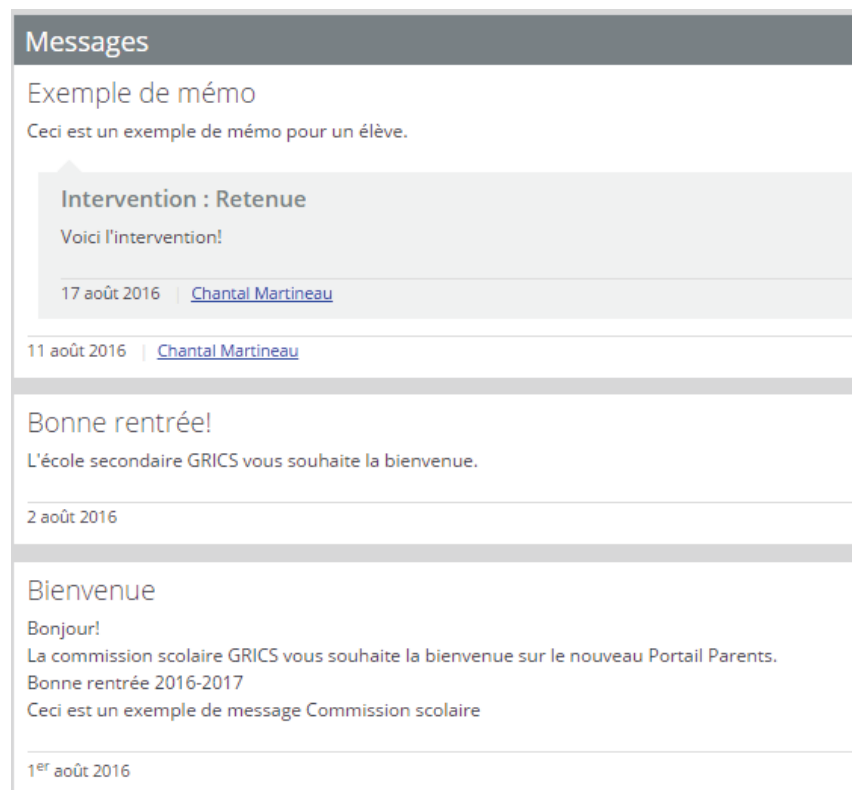 Messages
Exemple de mémo
Ceci est un exemple de mémo pour un élève.
Intervention : Retenue
Voici l'intervention!
17 août 2016 | Chantal Martineau
11 août 2016 | Chantal Martineau
Bonne rentrée!
L'école secondaire GRICS vous souhaite la bienvenue.
2 août 2016
Bienvenue
Bonjour!
La commission scolaire GRICS vous souhaite la bienvenue sur le nouveau Portail Parents.
Bonne rentrée 2016-2017
Ceci est un exemple de message Commission scolaire
1er août 2016